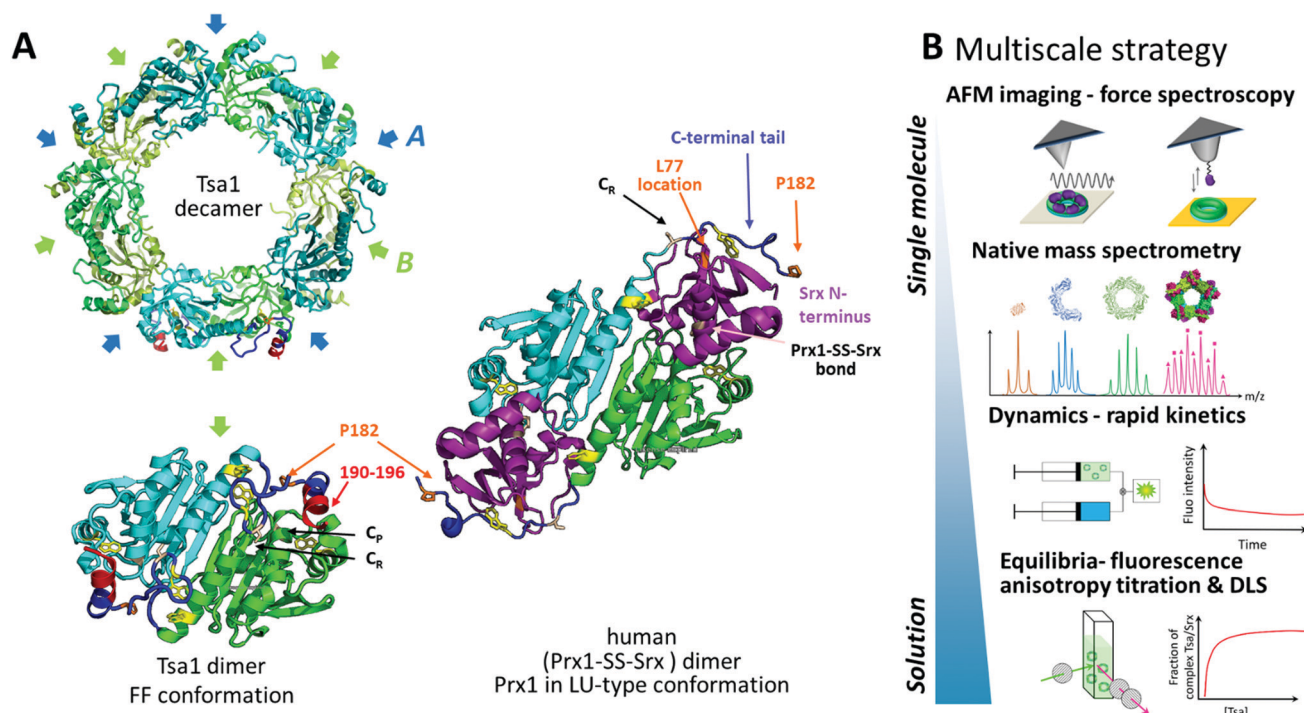 A
Tsa1
decamer
A
B
P182
190-196
CP
CR
Tsa1 dimer
FF conformation
C-terminal tail
L77
location
CR
P182
Srx N-
terminus
Prx1-SS-Srx
bond
human
(Prx1-SS-Srx ) dimer
Prx1 in LU-type conformation
B Multiscale strategy
Single molecule
Solution
AFM imaging - force spectroscopy
Native mass spectrometry
m/z
Dynamics - rapid kinetics
Fluo intensity
Time
Equilibria- fluorescence
anisotropy titration & DLS
Fraction of
complex Tsa/Srx
[Tsa]